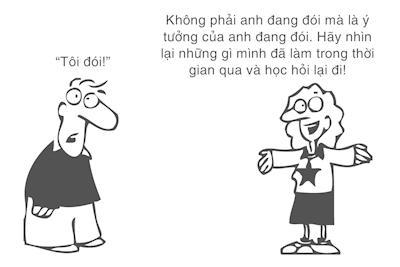 “Tôi đói!”
Không phải anh đang đói mà là ý
tưởng của anh đang đói. Hãy nhìn
lại những gì mình đã làm trong thời
gian qua và học hỏi lại đi!